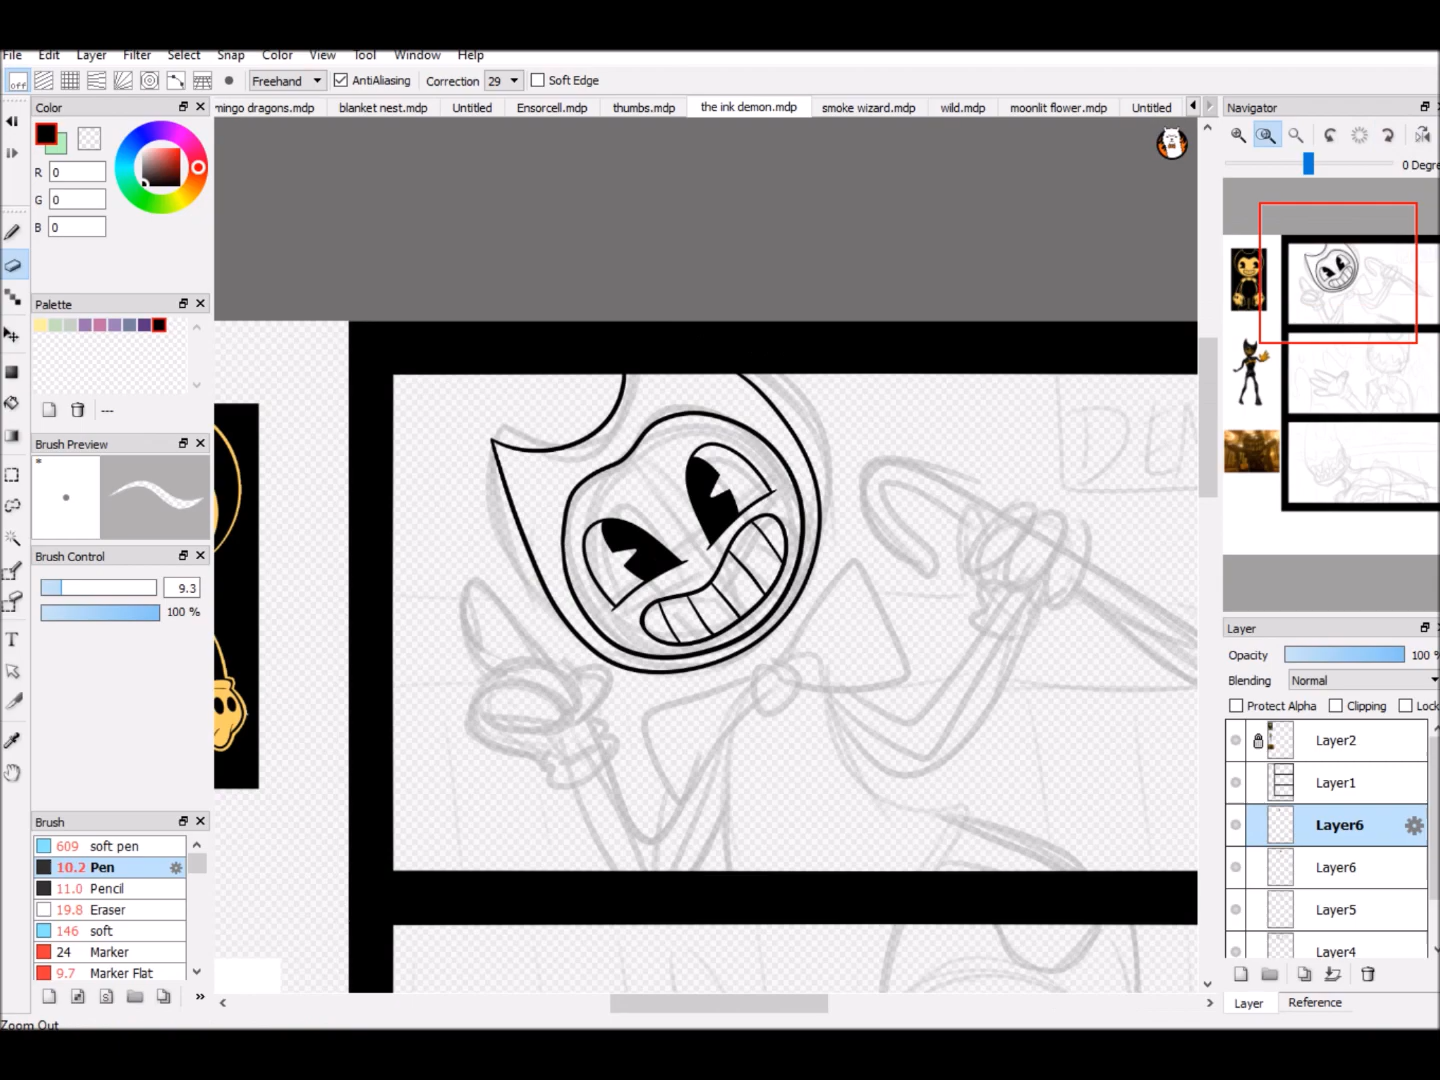 File Edit Layer Filter Select Snap Color View Tool Window Help
off Freehand AntiAliasing Correction 29 Soft Edge
Color
mingo dragons.mdp blanket nest.mdp Untitled Ensorcell.mdp thumbs.mdp the ink demon.mdp smoke wizard.mdp wild.mdp moonlit flower.mdp Untitled
Navigator
0 Degre
R 0
G 0
B 0
Palette
---
Brush Preview
*
Brush Control
9.3
100 %
T
Brush
609 soft pen
10.2 Pen
11.0 Pencil
19.8 Eraser
146 soft
24 Marker
9.7 Marker Flat
S
Zoom Out
Layer
Opacity 100 %
Blending Normal
Protect Alpha Clipping Lock
Layer2
Layer1
Layer6
Layer6
Layer5
Layer4
Layer Reference